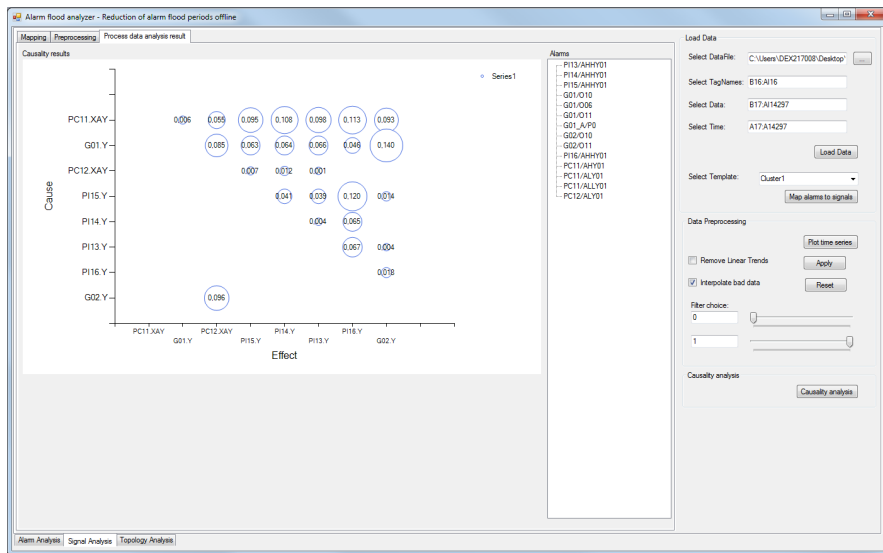 Alarm flood analyzer - Reduction of alarm flood periods offline
Mapping Preprocessing Process data analysis result
Causality results
Series1
PC11.XAY 0,006 0,055 0,095 0,108 0,098 0,113 0,093
G01.Y 0,085 0,063 0,064 0,066 0,046 0,140
PC12.XAY 0,007 0,012 0,001
PI15.Y 0,041 0,039 0,120 0,014
PI14.Y 0,004 0,065
PI13.Y 0,067 0,004
PI16.Y 0,018
G02.Y 0,096
Cause
PC11.XAY PC12.XAY PI14.Y PI16.Y
G01.Y PI15.Y PI13.Y G02.Y
Effect
Alarms
PI13/AHHY01
PI14/AHHY01
PI15/AHHY01
G01/O10
G01/O06
G01/O11
G01_A/P0
G02/O10
G02/O11
PI16/AHHY01
PC11/AHY01
PC11/ALY01
PC11/ALLY01
PC12/ALY01
Load Data
Select DataFile: C:\Users\DEX217008\Desktop\ ...
Select TagNames: B16:AI16
Select Data: B17:AI14297
Select Time: A17:A14297
Load Data
Select Template: Cluster1
Map alarms to signals
Data Preprocessing
Plot time series
Remove Linear Trends Apply
Interpolate bad data Reset
Filter choice:
0
1
Causality analysis
Causality analysis
Alarm Analysis Signal Analysis Topology Analysis